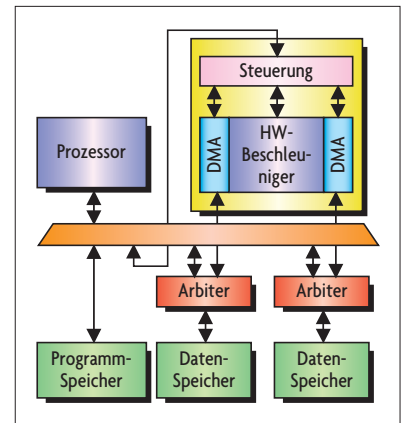 Steuerung
Prozessor
DMA
HW-
Beschleu-
niger
DMA
Arbiter
Arbiter
Programm-
Speicher
Daten-
Speicher
Daten-
Speicher